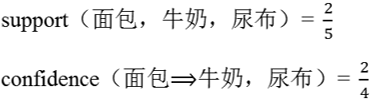 support（面包，牛奶，尿布）= 2/5
confidence（面包⟹牛奶，尿布）= 2/4